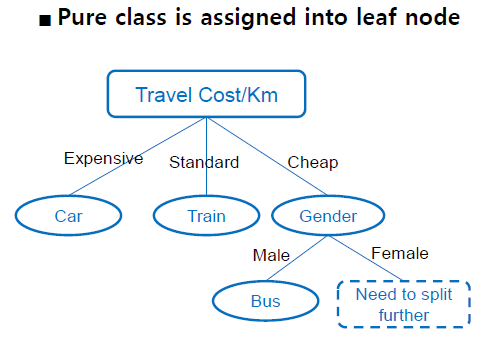 ■ Pure class is assigned into leaf node
Travel Cost/Km
Expensive
Standard
Cheap
Car
Train
Gender
Male
Female
Bus
Need to split
further